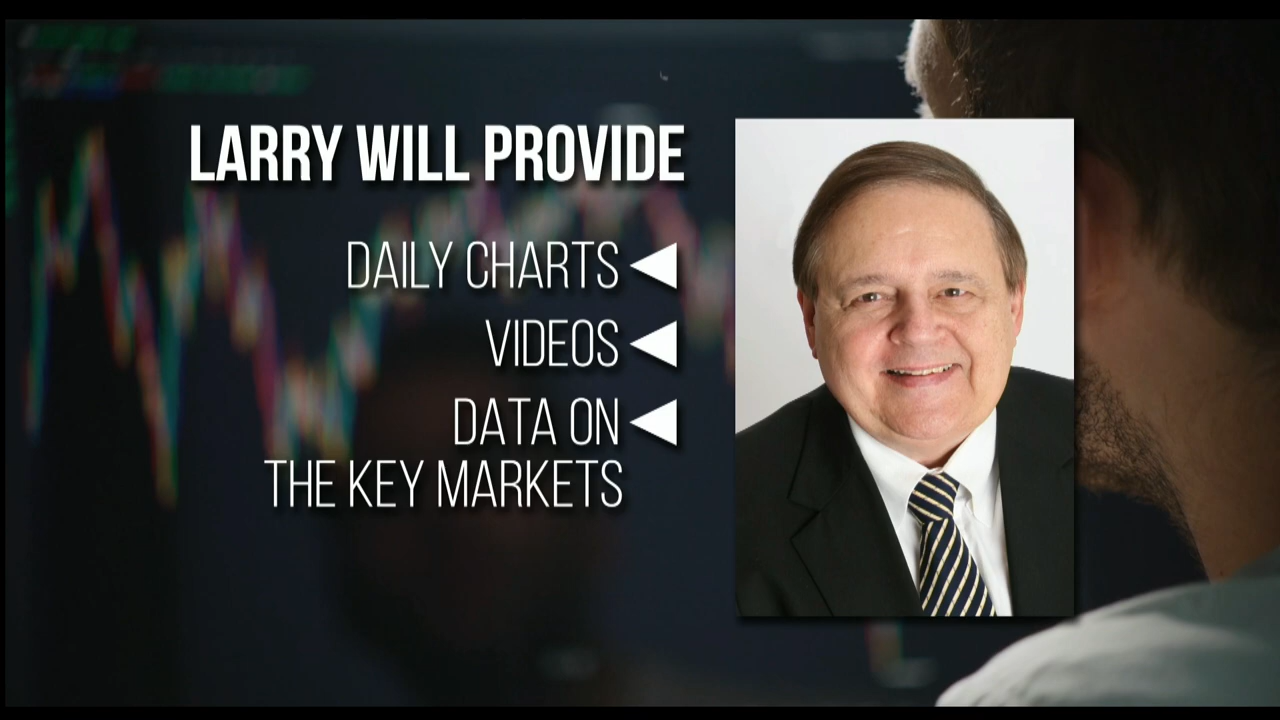 LARRY WILL PROVIDE
DAILY CHARTS
VIDEOS
DATA ON
THE KEY MARKETS